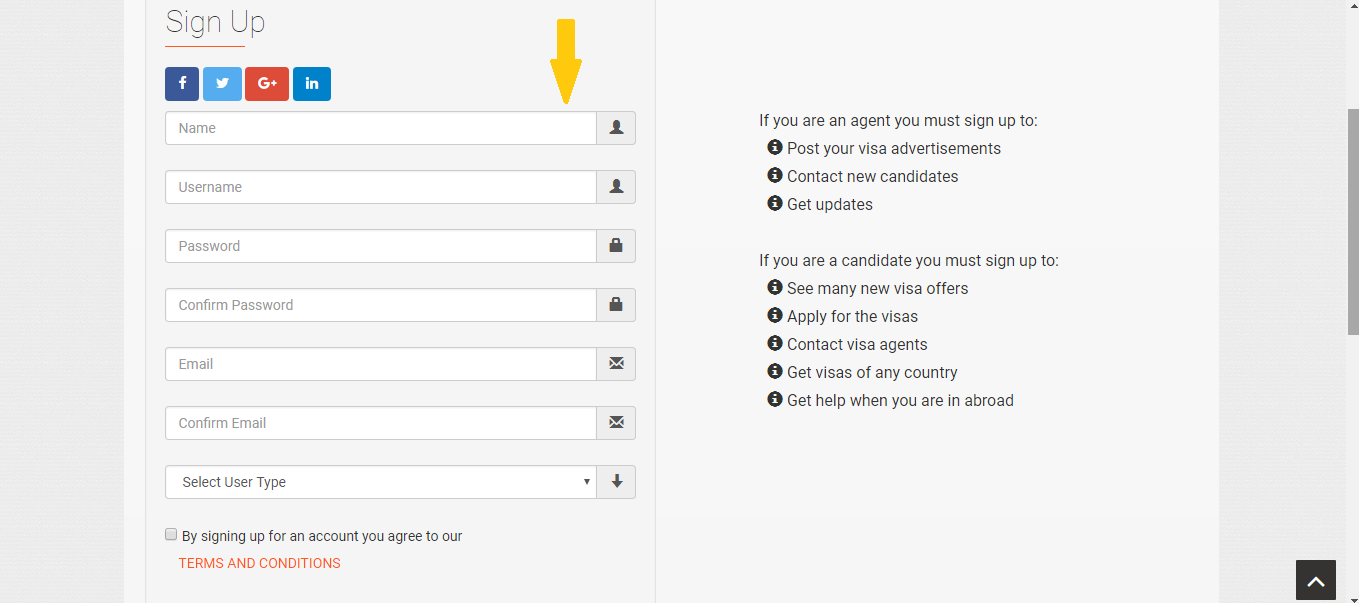 Sign Up
f G+ in
Name
Username
Password
Confirm Password
Email
Confirm Email
Select User Type
By signing up for an account you agree to our
TERMS AND CONDITIONS
If you are an agent you must sign up to:
Post your visa advertisements
Contact new candidates
Get updates
If you are a candidate you must sign up to:
See many new visa offers
Apply for the visas
Contact visa agents
Get visas of any country
Get help when you are in abroad